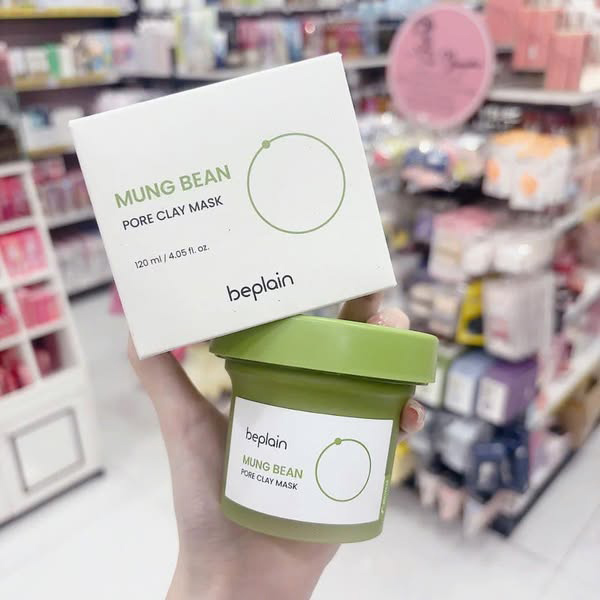 MUNG BEAN
PORE CLAY MASK
120 ml / 4.05 fl. oz.
beplain
beplain
MUNG BEAN
PORE CLAY MASK